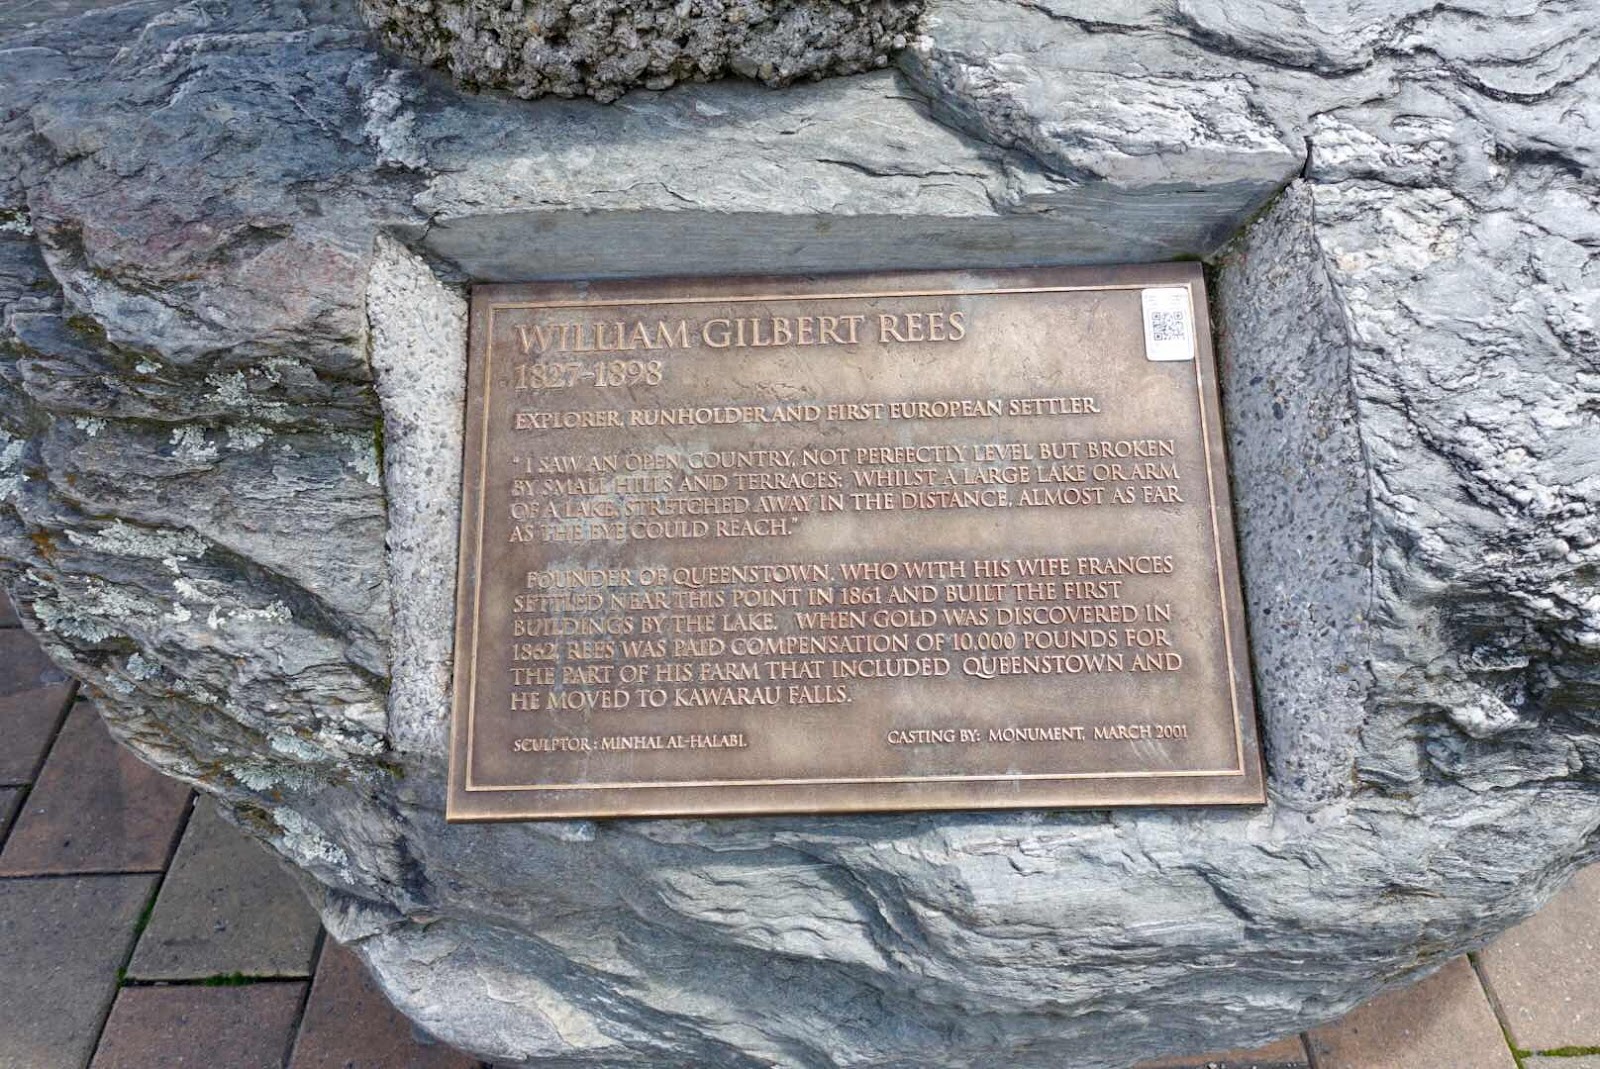 WILLIAM GILBERT REES
1827-1898
EXPLORER, RUNHOLDER AND FIRST EUROPEAN SETTLER.
" I SAW AN OPEN COUNTRY, NOT PERFECTLY LEVEL BUT BROKEN
BY SMALL HILLS AND TERRACES; WHILST A LARGE LAKE OR ARM
OF A LAKE, STRETCHED AWAY IN THE DISTANCE, ALMOST AS FAR
AS THE EYE COULD REACH."
FOUNDER OF QUEENSTOWN, WHO WITH HIS WIFE FRANCES
SETTLED NEAR THIS POINT IN 1861 AND BUILT THE FIRST
BUILDINGS BY THE LAKE. WHEN GOLD WAS DISCOVERED IN
1862, REES WAS PAID COMPENSATION OF 10,000 POUNDS FOR
THE PART OF HIS FARM THAT INCLUDED QUEENSTOWN AND
HE MOVED TO KAWARAU FALLS.
SCULPTOR : MINHAL AL-HALABI. CASTING BY: MONUMENT, MARCH 2001